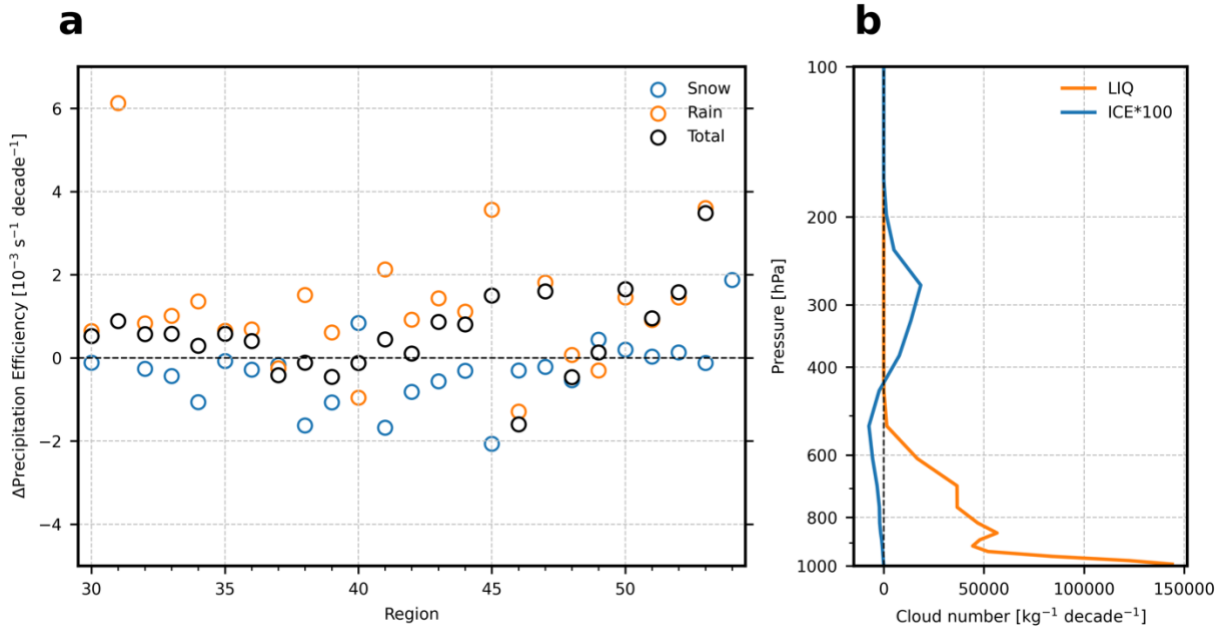 a
b
ΔPrecipitation Efficiency [10⁻³ s⁻¹ decade⁻¹]
6
4
2
0
−2
−4
30
35
40
45
50
Region
Snow
Rain
Total
Pressure [hPa]
100
200
300
400
600
800
1000
0
50000
100000
150000
Cloud number [kg⁻¹ decade⁻¹]
LIQ
ICE*100